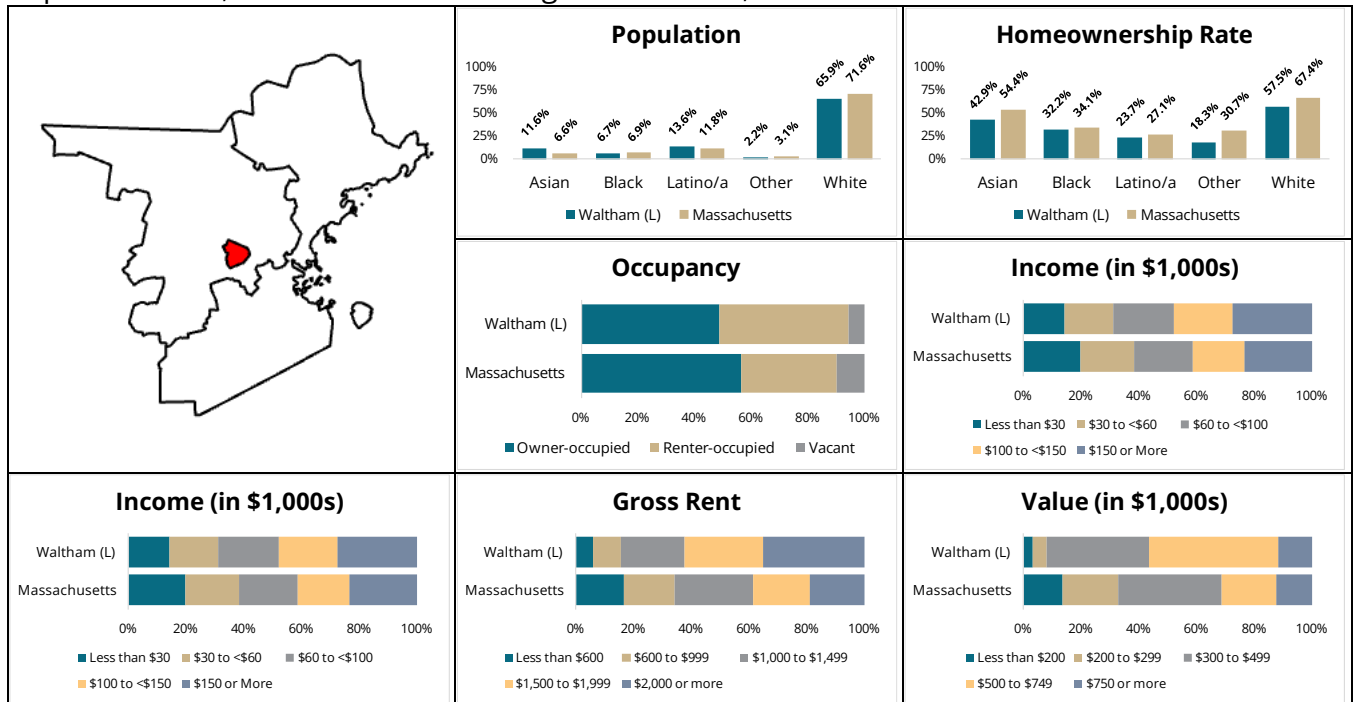 Population
100%
75%
50%
25%
0%
11.6% 6.6% 6.7% 6.9% 13.6% 11.8% 2.2% 3.1% 65.9% 71.6%
Asian Black Latino/a Other White
Waltham (L) Massachusetts
Homeownership Rate
100%
75%
50%
25%
0%
42.9% 54.4% 32.2% 34.1% 23.7% 27.1% 18.3% 30.7% 57.5% 67.4%
Asian Black Latino/a Other White
Waltham (L) Massachusetts
Occupancy
Waltham (L)
Massachusetts
0% 20% 40% 60% 80% 100%
Owner-occupied Renter-occupied Vacant
Income (in $1,000s)
Waltham (L)
Massachusetts
0% 20% 40% 60% 80% 100%
Less than $30 $30 to <$60 $60 to <$100
$100 to <$150 $150 or More
Income (in $1,000s)
Waltham (L)
Massachusetts
0% 20% 40% 60% 80% 100%
Less than $30 $30 to <$60 $60 to <$100
$100 to <$150 $150 or More
Gross Rent
Waltham (L)
Massachusetts
0% 20% 40% 60% 80% 100%
Less than $600 $600 to $999 $1,000 to $1,499
$1,500 to $1,999 $2,000 or more
Value (in $1,000s)
Waltham (L)
Massachusetts
0% 20% 40% 60% 80% 100%
Less than $200 $200 to $299 $300 to $499
$500 to $749 $750 or more